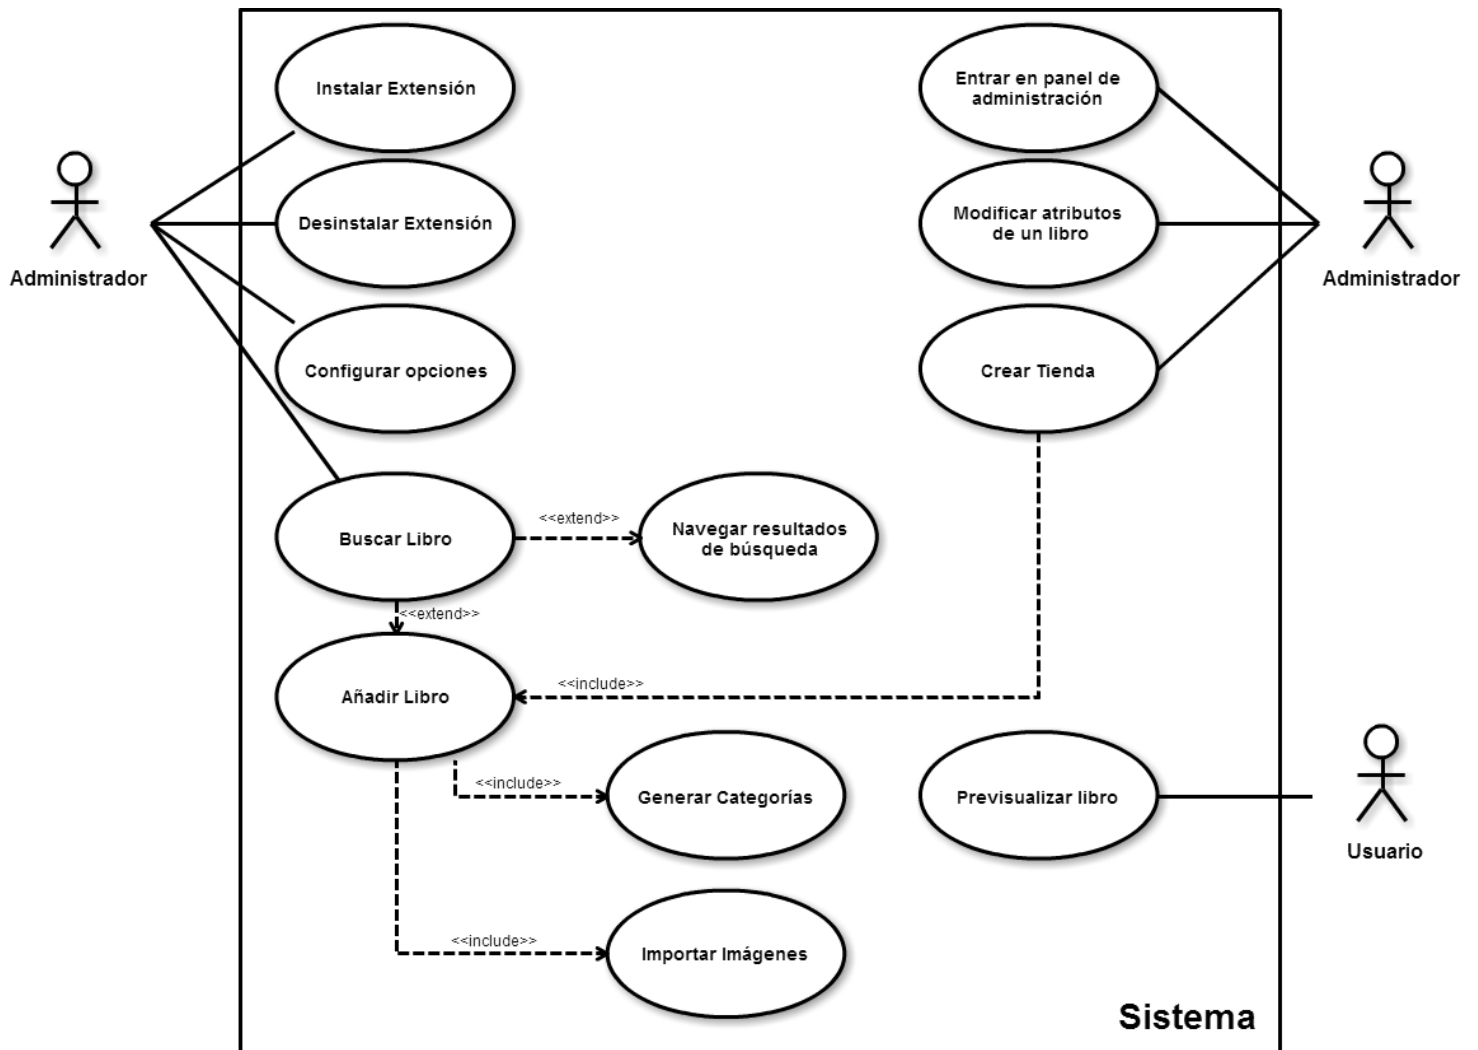 Instalar Extensión
Entrar en panel de
administración
Administrador
Desinstalar Extensión
Modificar atributos
de un libro
Administrador
Configurar opciones
Crear Tienda
Buscar Libro
<<extend>>
Navegar resultados
de búsqueda
<<extend>>
Añadir Libro
<<include>>
<<include>>
Generar Categorías
Previsualizar libro
Usuario
<<include>>
Importar Imágenes
Sistema